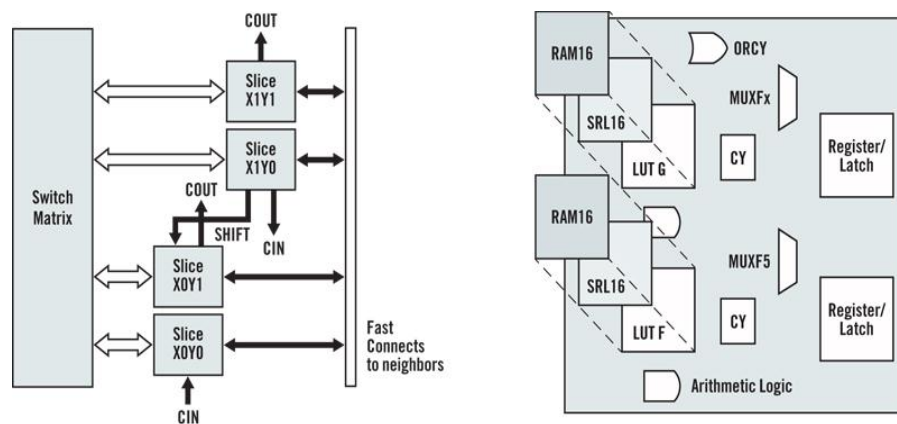 COUT
Slice
X1Y1
Slice
X1Y0
COUT
SHIFT
CIN
Switch
Matrix
Slice
X0Y1
Slice
X0Y0
Fast
Connects
to neighbors
CIN
RAM16
ORCY
MUXFx
SRL16
CY
Register/
Latch
LUT G
RAM16
MUXF5
SRL16
CY
Register/
Latch
LUT F
Arithmetic Logic